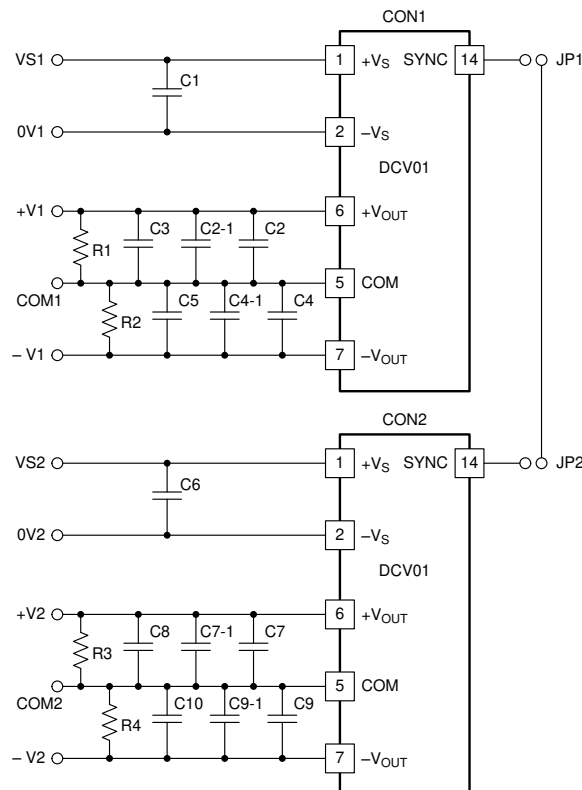 CON1
VS1
1
+VS
SYNC
14
JP1
C1
0V1
2
–VS
DCV01
+V1
6
+VOUT
R1
C3
C2-1
C2
COM1
5
COM
R2
C5
C4-1
C4
– V1
7
–VOUT
CON2
VS2
1
+VS
SYNC
14
JP2
C6
0V2
2
–VS
DCV01
+V2
6
+VOUT
R3
C8
C7-1
C7
COM2
5
COM
R4
C10
C9-1
C9
– V2
7
–VOUT